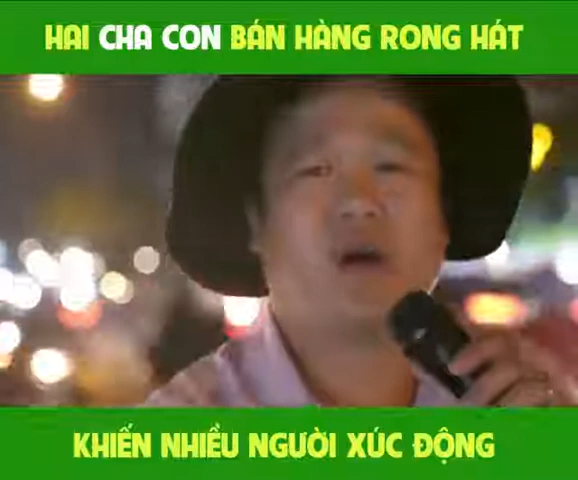 HAI CHA CON BÁN HÀNG RONG HÁT
KHIẾN NHIỀU NGƯỜI XÚC ĐỘNG